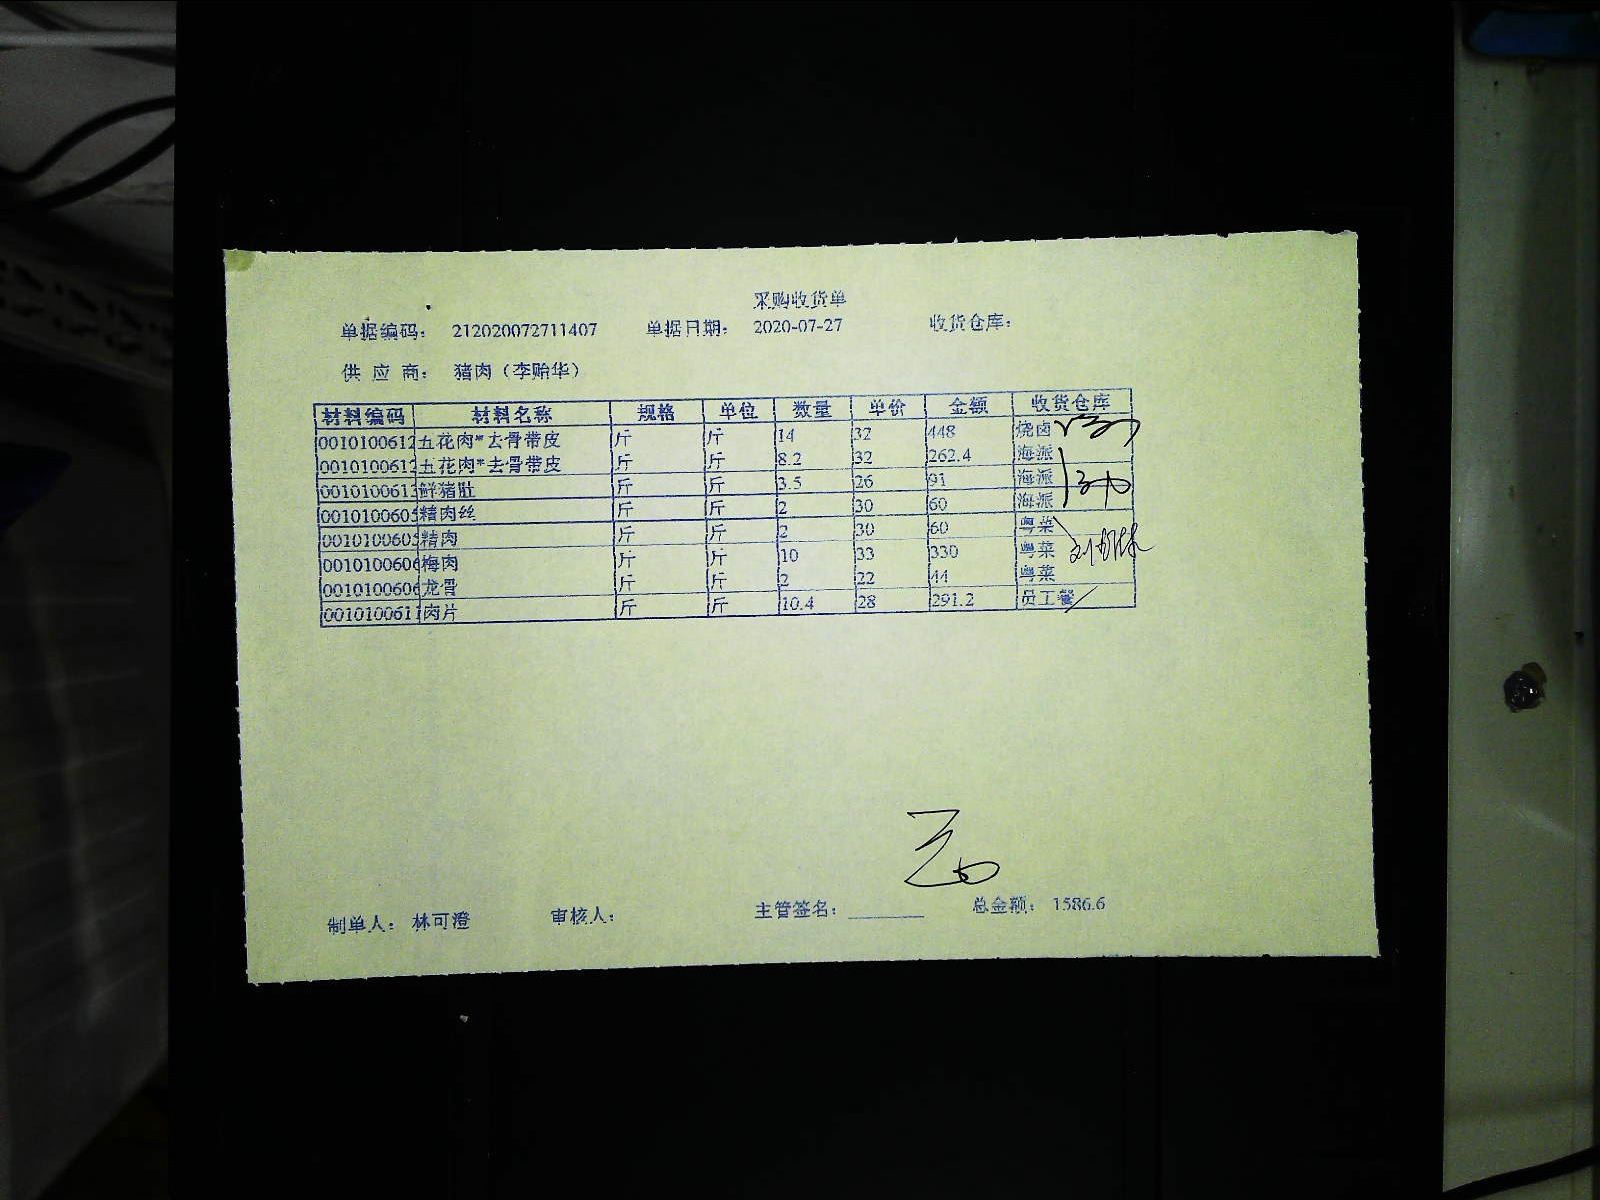 采购收货单
单据编码： 212020072711407 单据日期： 2020-07-27 收货仓库：
供 应 商： 猪肉（李贻华）
材料编码 材料名称 规格 单位 数量 单价 金额 收货仓库
0010100612 五花肉*去骨带皮 斤 斤 14 32 448 烧卤
0010100612 五花肉*去骨带皮 斤 斤 8.2 32 262.4 海派
0010100613 鲜猪肚 斤 斤 3.5 26 91 海派
0010100605 精肉丝 斤 斤 2 30 60 海派
0010100605 精肉 斤 斤 2 30 60 粤菜
0010100606 梅肉 斤 斤 10 33 330 粤菜
0010100606 龙骨 斤 斤 2 22 44 粤菜
0010100611 肉片 斤 斤 10.4 28 291.2 员工餐
制单人： 林可澄 审核人： 主管签名： 总金额： 1586.6